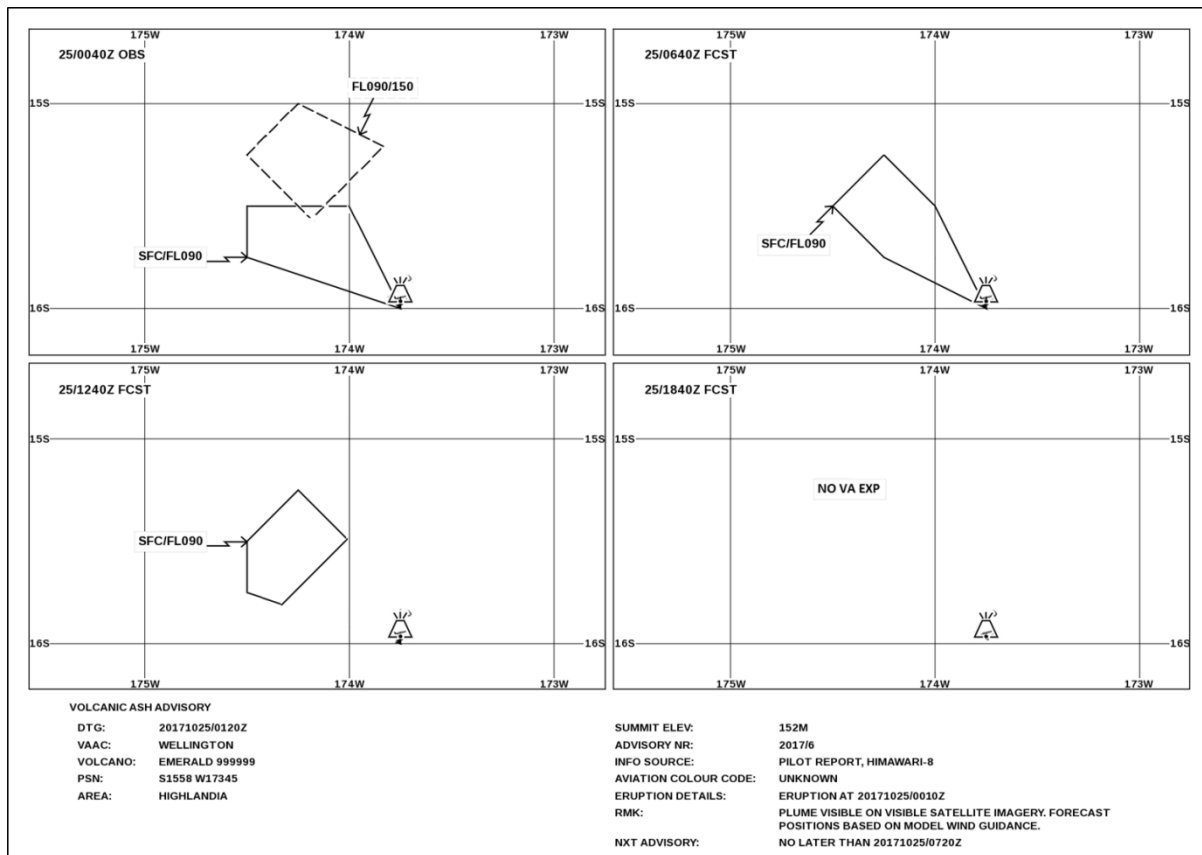 175W 174W 173W
25/0040Z OBS
FL090/150
15S 15S
SFC/FL090
16S 16S
175W 174W 173W
175W 174W 173W
25/0640Z FCST
15S 15S
SFC/FL090
16S 16S
175W 174W 173W
175W 174W 173W
25/1240Z FCST
15S 15S
SFC/FL090
16S 16S
175W 174W 173W
175W 174W 173W
25/1840Z FCST
15S 15S
NO VA EXP
16S 16S
175W 174W 173W
VOLCANIC ASH ADVISORY
DTG: 20171025/0120Z
VAAC: WELLINGTON
VOLCANO: EMERALD 999999
PSN: S1558 W17345
AREA: HIGHLANDIA
SUMMIT ELEV: 152M
ADVISORY NR: 2017/6
INFO SOURCE: PILOT REPORT, HIMAWARI-8
AVIATION COLOUR CODE: UNKNOWN
ERUPTION DETAILS: ERUPTION AT 20171025/0010Z
RMK: PLUME VISIBLE ON VISIBLE SATELLITE IMAGERY. FORECAST
POSITIONS BASED ON MODEL WIND GUIDANCE.
NXT ADVISORY: NO LATER THAN 20171025/0720Z